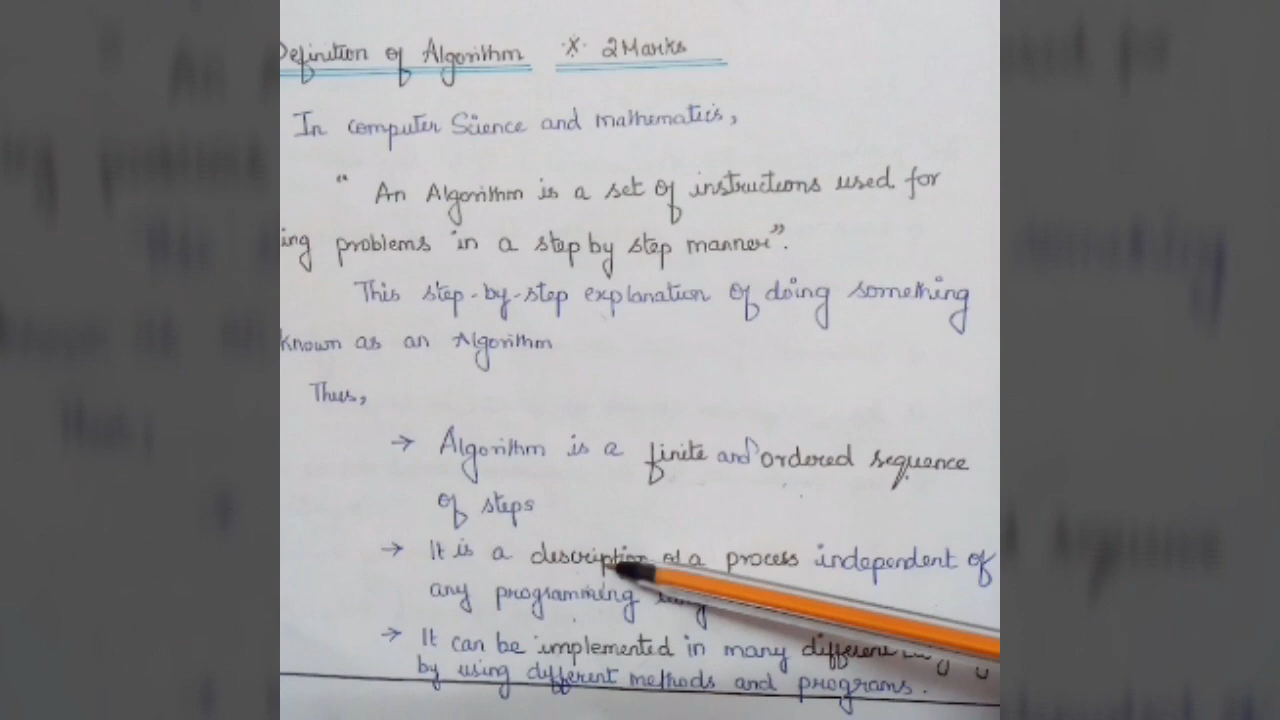 Definition of Algorithm * 2 Marks
In computer Science and mathematics,
" An Algorithm is a set of instructions used for
ing problems in a step by step manner".
This step-by-step explanation of doing something
known as an Algorithm
Thus,
→ Algorithm is a finite and ordered sequence
of steps
→ It is a description of a process independent of
any programming
→ It can be implemented in many different
by using different methods and programs.